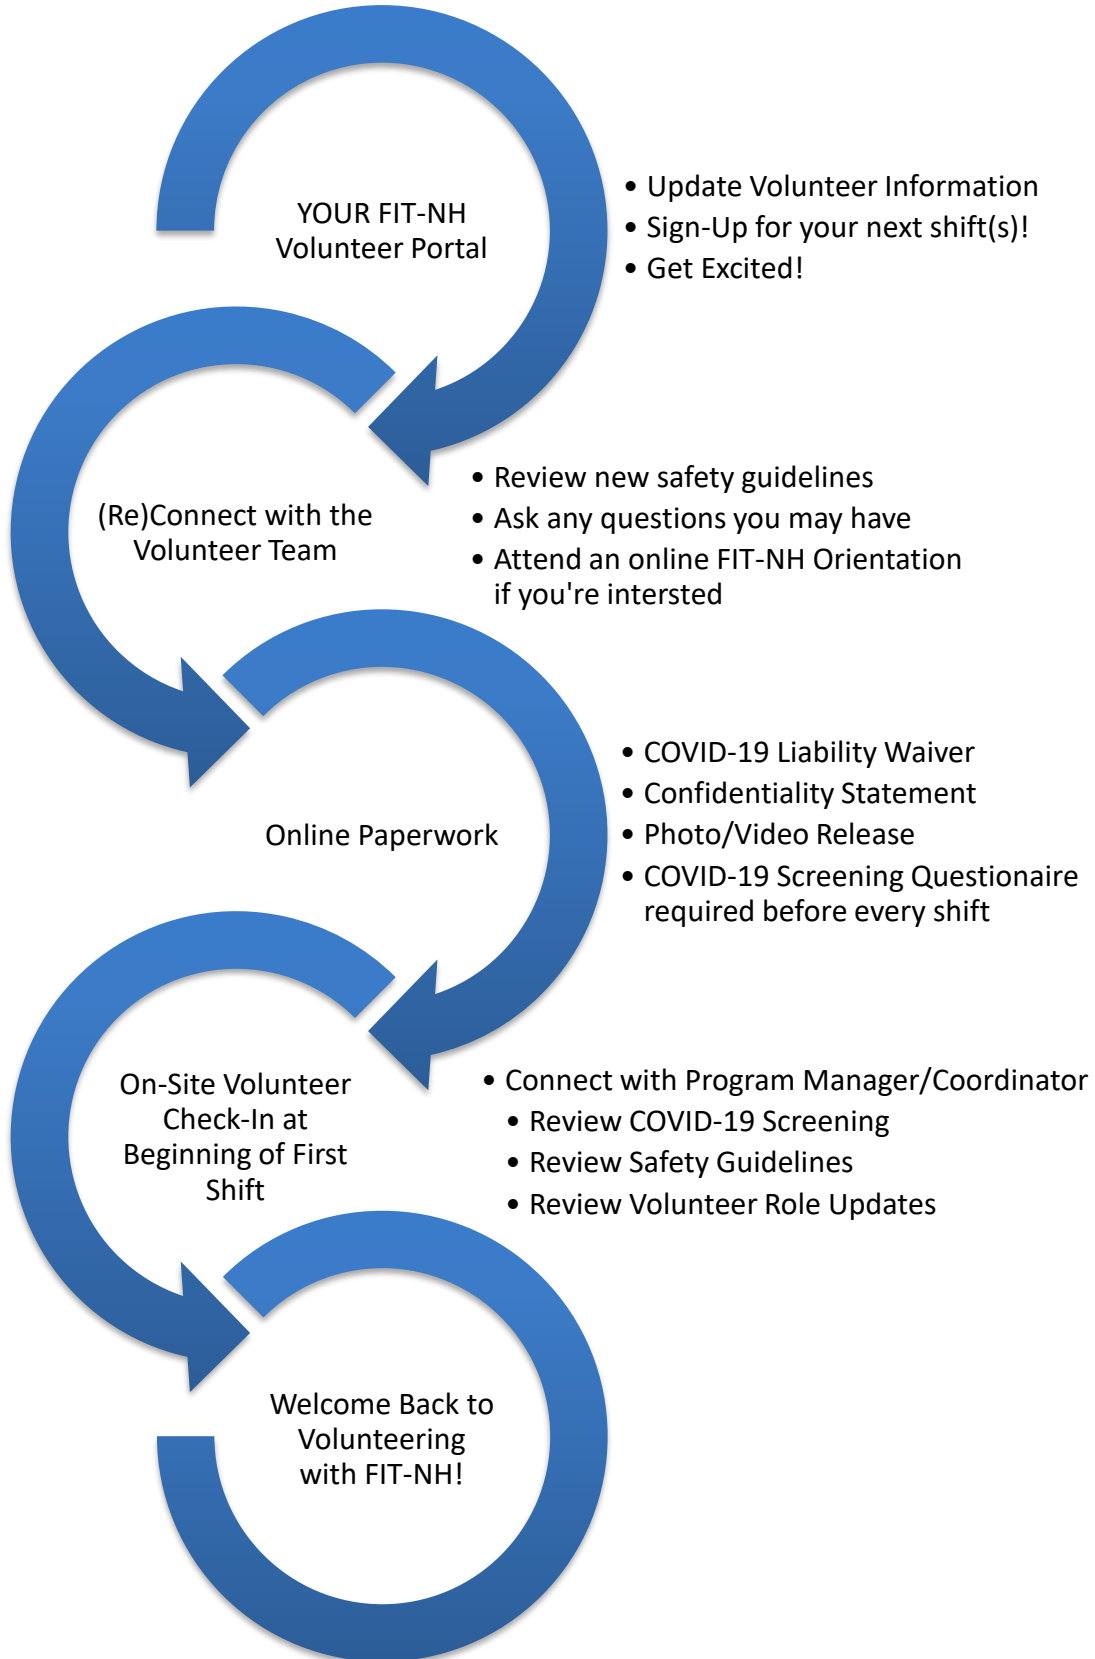 YOUR FIT-NH
Volunteer Portal
• Update Volunteer Information
• Sign-Up for your next shift(s)!
• Get Excited!
(Re)Connect with the
Volunteer Team
• Review new safety guidelines
• Ask any questions you may have
• Attend an online FIT-NH Orientation
if you're intersted
Online Paperwork
• COVID-19 Liability Waiver
• Confidentiality Statement
• Photo/Video Release
• COVID-19 Screening Questionaire
required before every shift
On-Site Volunteer
Check-In at
Beginning of First
Shift
• Connect with Program Manager/Coordinator
• Review COVID-19 Screening
• Review Safety Guidelines
• Review Volunteer Role Updates
Welcome Back to
Volunteering
with FIT-NH!